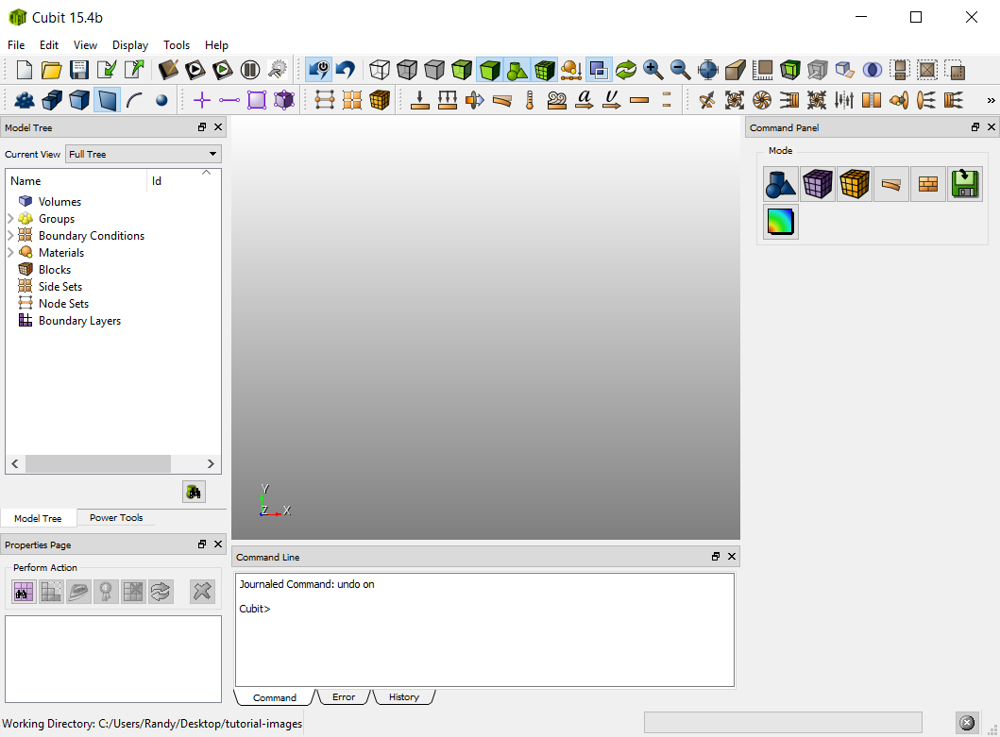 Cubit 15.4b
File Edit View Display Tools Help
Model Tree
Current View Full Tree
Name Id
Volumes
Groups
Boundary Conditions
Materials
Blocks
Side Sets
Node Sets
Boundary Layers
Model Tree Power Tools
Properties Page
Perform Action
Y
Z X
Command Line
Journaled Command: undo on
Cubit>
Command Error History
Command Panel
Mode
Working Directory: C:/Users/Randy/Desktop/tutorial-images